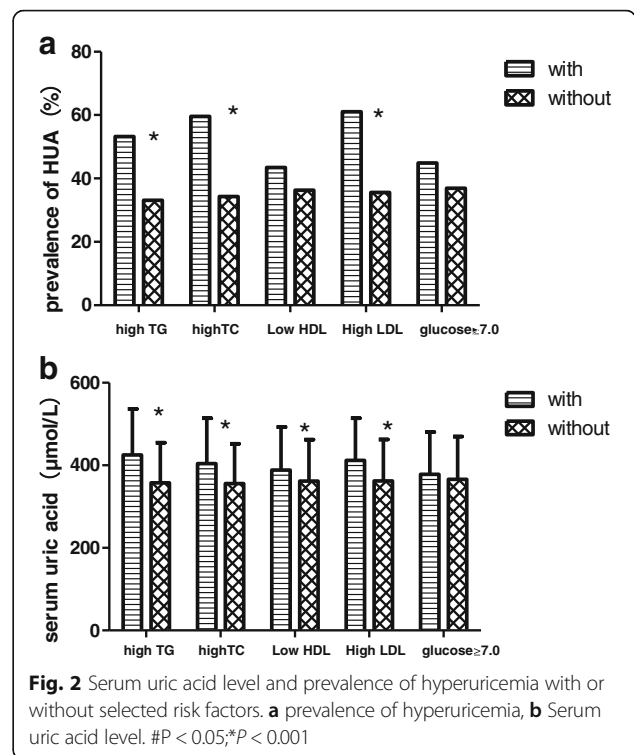 a
80
60
40
20
0
prevalence of HUA (%)
with
without
*
*
*
high TG
highTC
Low HDL
High LDL
glucose≥7.0
b
600
400
200
0
serum uric acid (μmol/L)
with
without
*
*
*
*
high TG
highTC
Low HDL
High LDL
glucose≥7.0
Fig. 2 Serum uric acid level and prevalence of hyperuricemia with or
without selected risk factors. a prevalence of hyperuricemia, b Serum
uric acid level. #P < 0.05;*P < 0.001